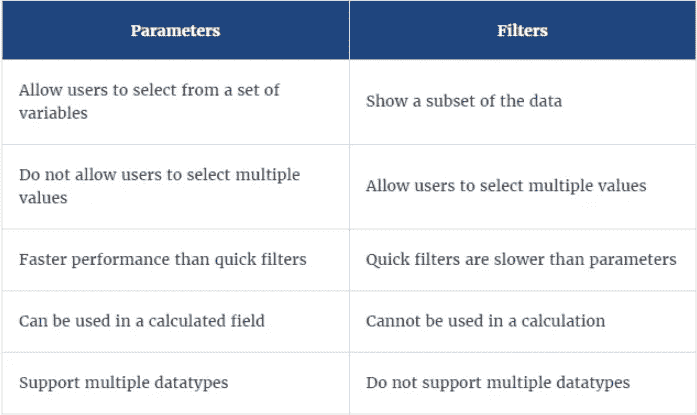 Parameters
Filters
Allow users to select from a set of
variables
Show a subset of the data
Do not allow users to select multiple
values
Allow users to select multiple values
Faster performance than quick filters
Quick filters are slower than parameters
Can be used in a calculated field
Cannot be used in a calculation
Support multiple datatypes
Do not support multiple datatypes